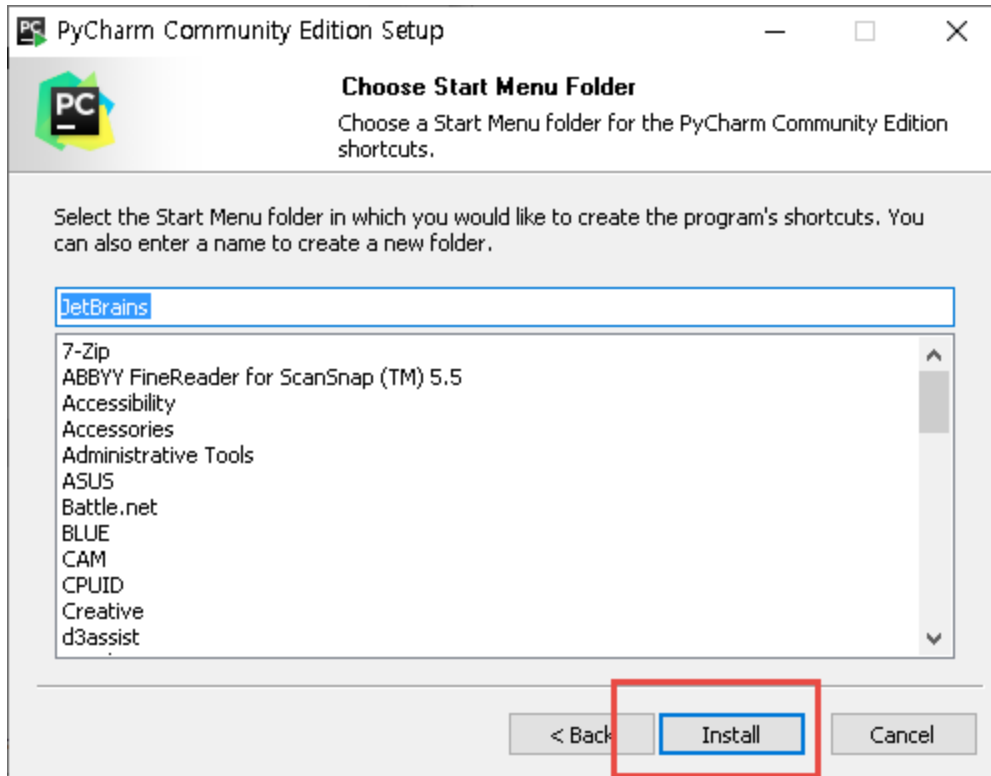 PyCharm Community Edition Setup
PC
Choose Start Menu Folder
Choose a Start Menu folder for the PyCharm Community Edition
shortcuts.
Select the Start Menu folder in which you would like to create the program's shortcuts. You
can also enter a name to create a new folder.
JetBrains
7-Zip
ABBYY FineReader for ScanSnap (TM) 5.5
Accessibility
Accessories
Administrative Tools
ASUS
Battle.net
BLUE
CAM
CPUID
Creative
d3assist
< Back Install Cancel